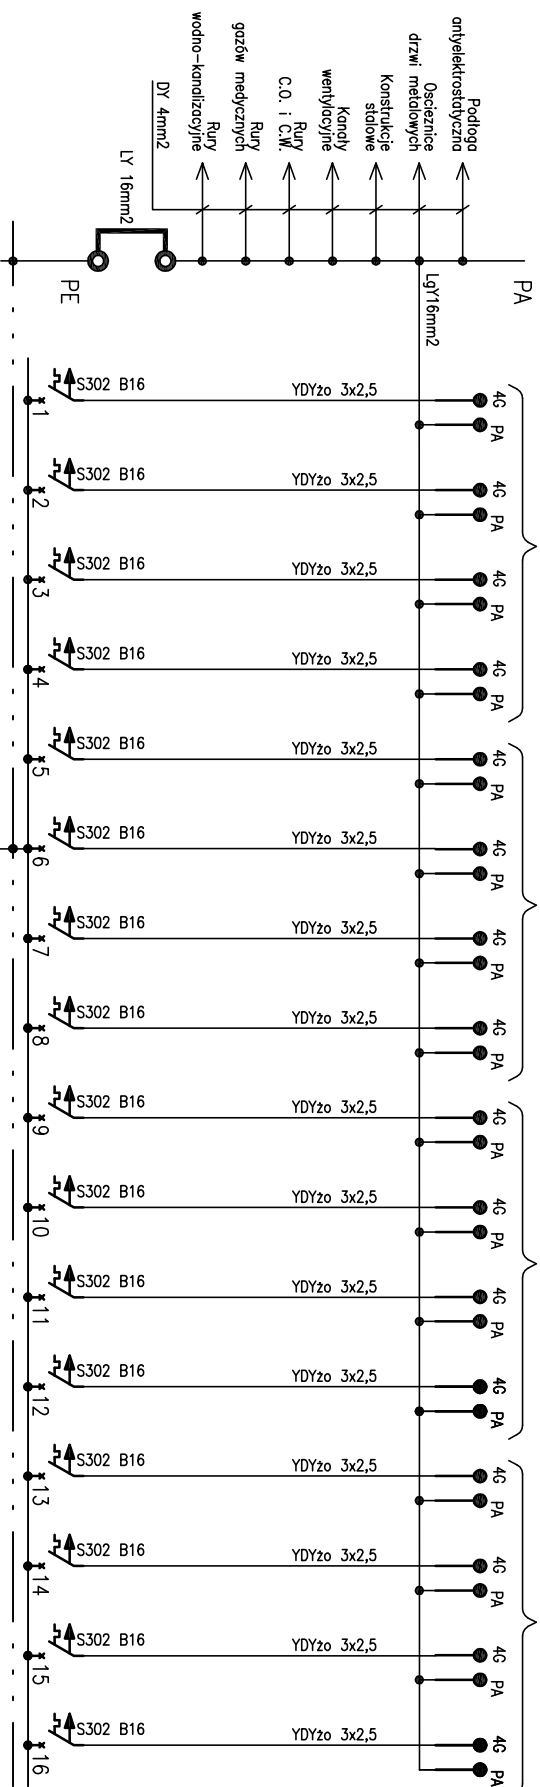 Podłoga
antyelektrostatyczna
Oscieznice
drzwi metalowych
Konstrukcje
stalowe
Kanały
wentylacyjne
Rury
C.O. i C.W.
Rury
gazów medycznych
Rury
wodno-kanalizacyjne
DY 4mm2
LY 16mm2
PE
PA
LgY16mm2
S302 B16
YDYżo 3x2,5
4G
PA
1
S302 B16
YDYżo 3x2,5
4G
PA
2
S302 B16
YDYżo 3x2,5
4G
PA
3
S302 B16
YDYżo 3x2,5
4G
PA
4
S302 B16
YDYżo 3x2,5
4G
PA
5
S302 B16
YDYżo 3x2,5
4G
PA
6
S302 B16
YDYżo 3x2,5
4G
PA
7
S302 B16
YDYżo 3x2,5
4G
PA
8
S302 B16
YDYżo 3x2,5
4G
PA
9
S302 B16
YDYżo 3x2,5
4G
PA
10
S302 B16
YDYżo 3x2,5
4G
PA
11
S302 B16
YDYżo 3x2,5
4G
PA
12
S302 B16
YDYżo 3x2,5
4G
PA
13
S302 B16
YDYżo 3x2,5
4G
PA
14
S302 B16
YDYżo 3x2,5
4G
PA
15
S302 B16
YDYżo 3x2,5
4G
PA
16